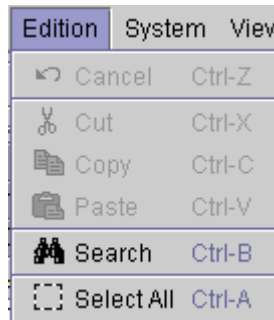 Edition System View
Cancel Ctrl-Z
Cut Ctrl-X
Copy Ctrl-C
Paste Ctrl-V
Search Ctrl-B
Select All Ctrl-A